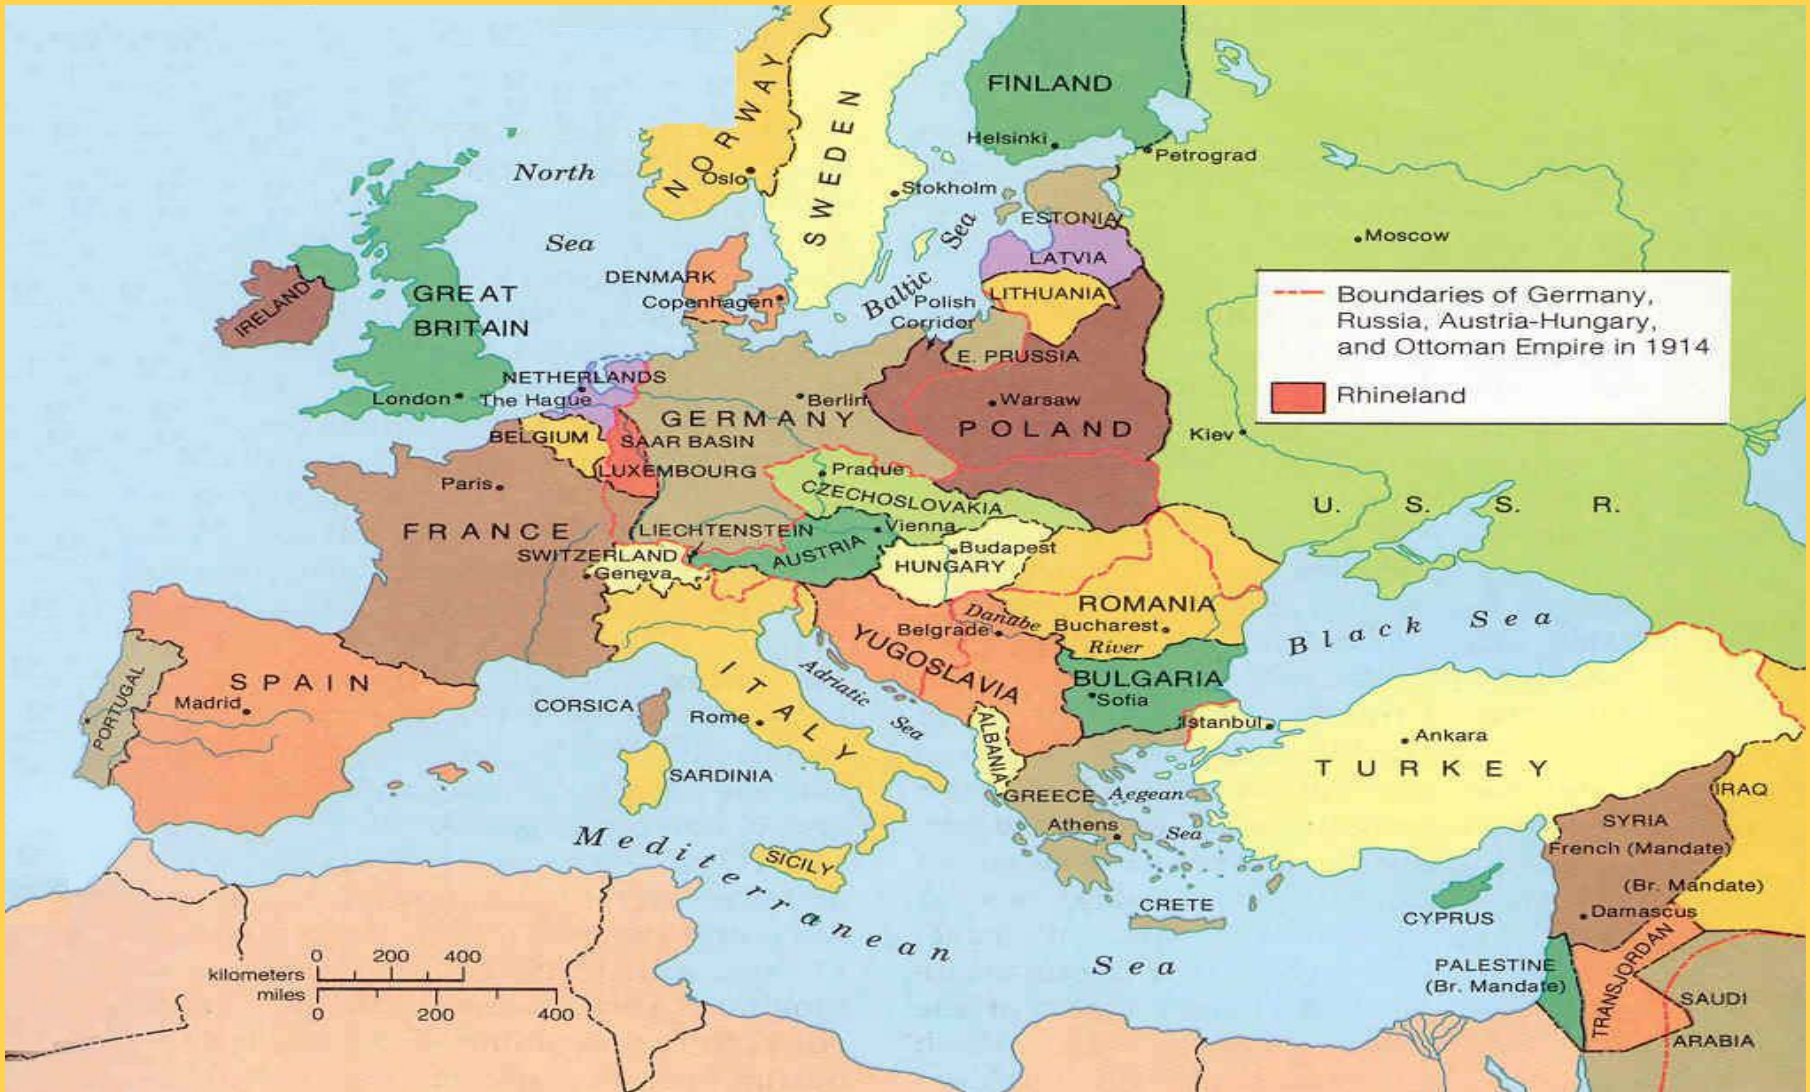 NORWAY
SWEDEN
FINLAND
Helsinki
Petrograd
North
Sea
Oslo
Stokholm
Baltic Sea
ESTONIA
LATVIA
LITHUANIA
Moscow
DENMARK
Copenhagen
Polish
Corridor
IRELAND
GREAT
BRITAIN
London
NETHERLANDS
The Hague
E. PRUSSIA
Berlin
GERMANY
Warsaw
POLAND
Kiev
Boundaries of Germany,
Russia, Austria-Hungary,
and Ottoman Empire in 1914
Rhineland
BELGIUM
SAAR BASIN
LUXEMBOURG
Paris
FRANCE
Praque
CZECHOSLOVAKIA
U. S. S. R.
LIECHTENSTEIN
SWITZERLAND
Geneva
Vienna
AUSTRIA
Budapest
HUNGARY
ROMANIA
Bucharest
Danabe
River
Belgrade
YUGOSLAVIA
Black Sea
PORTUGAL
SPAIN
Madrid
CORSICA
ITALY
Rome
Adriatic
Sea
BULGARIA
Sofia
ALBANIA
Istanbul
Ankara
TURKEY
SARDINIA
GREECE
Aegean
Sea
Athens
SICILY
Mediterranean
Sea
CRETE
CYPRUS
IRAQ
SYRIA
French (Mandate)
(Br. Mandate)
Damascus
PALESTINE
(Br. Mandate)
TRANSJORDAN
SAUDI
ARABIA
0 200 400
kilometers
miles
0 200 400